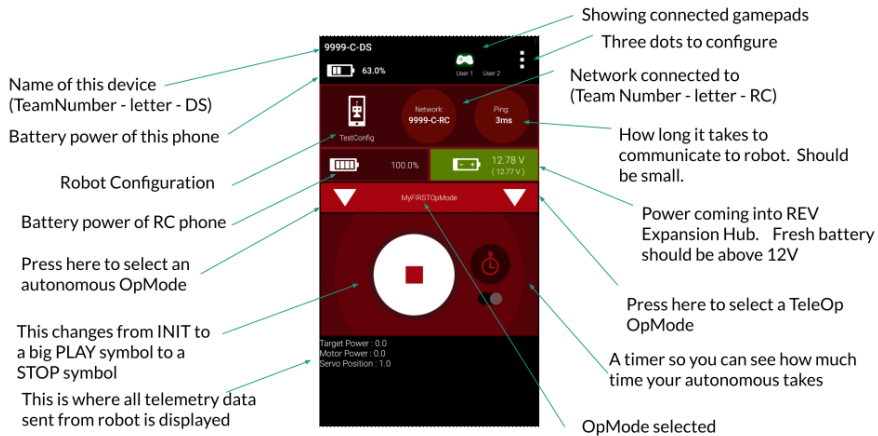 Showing connected gamepads
Three dots to configure
Name of this device
(TeamNumber - letter - DS)
Battery power of this phone
Robot Configuration
Battery power of RC phone
Press here to select an
autonomous OpMode
This changes from INIT to
a big PLAY symbol to a
STOP symbol
This is where all telemetry data
sent from robot is displayed
9999-C-DS
63.0%
User 1 User 2
TestConfig
Network:
9999-C-RC
Ping:
3ms
100.0%
12.78 V
( 12.77 V )
MyFIRSTOpMode
Target Power : 0.0
Motor Power : 0.0
Servo Position : 1.0
Network connected to
(Team Number - letter - RC)
How long it takes to
communicate to robot. Should
be small.
Power coming into REV
Expansion Hub. Fresh battery
should be above 12V
Press here to select a TeleOp
OpMode
A timer so you can see how much
time your autonomous takes
OpMode selected